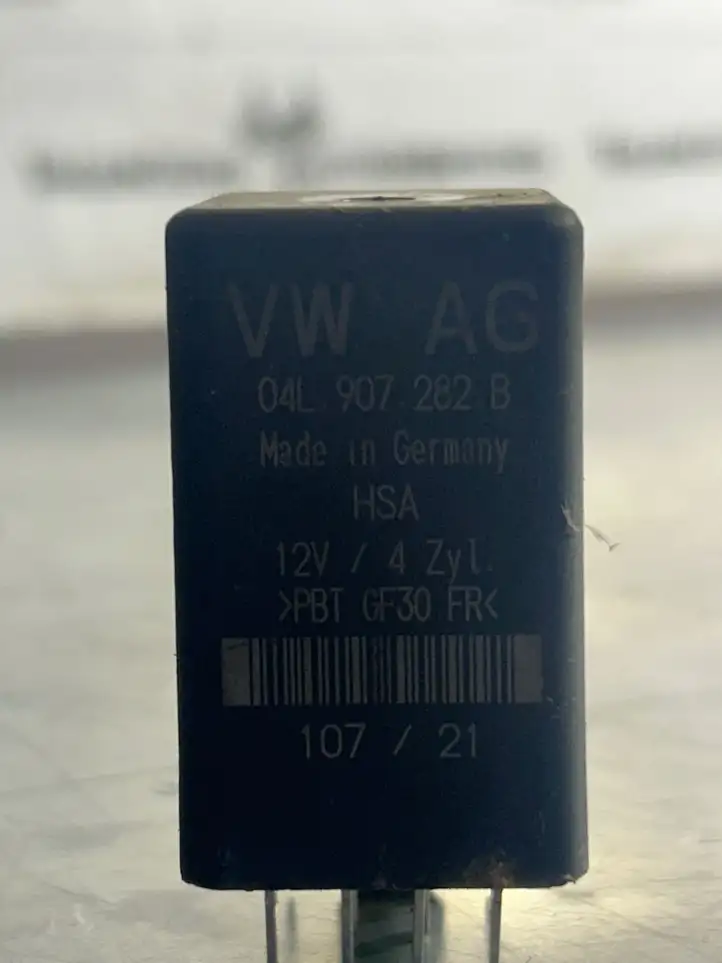 VW AG
04L 907 282 B
Made in Germany
HSA
12V / 4 Zyl.
>PBT GF30 FR<
107 / 21